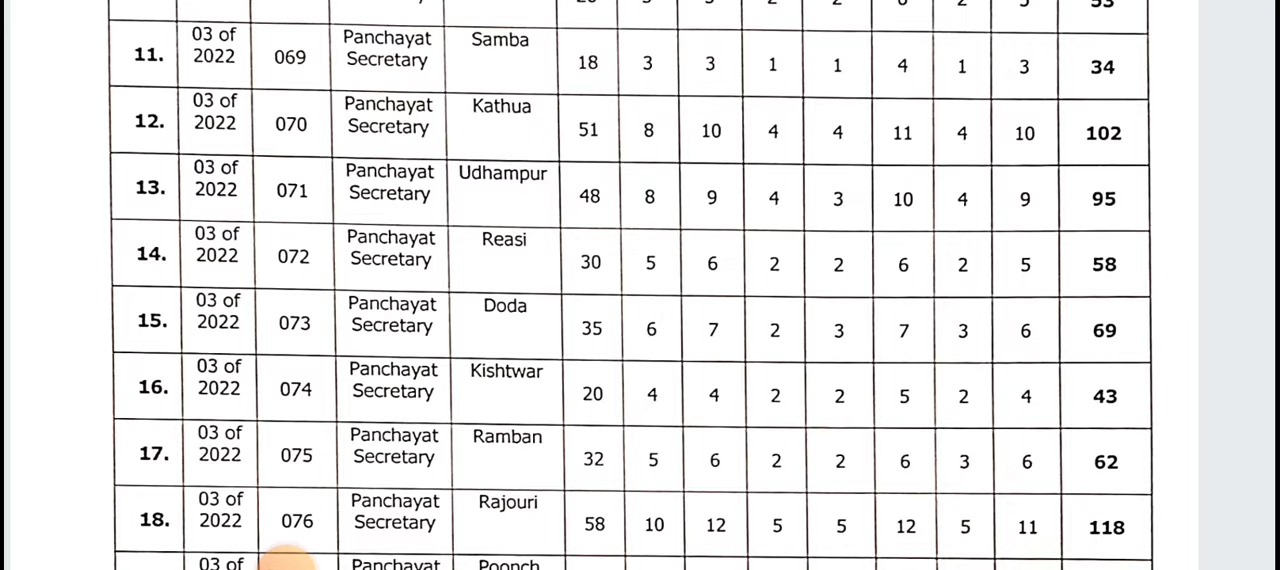 53
11. 03 of 2022 069 Panchayat Secretary Samba 18 3 3 1 1 4 1 3 34
12. 03 of 2022 070 Panchayat Secretary Kathua 51 8 10 4 4 11 4 10 102
13. 03 of 2022 071 Panchayat Secretary Udhampur 48 8 9 4 3 10 4 9 95
14. 03 of 2022 072 Panchayat Secretary Reasi 30 5 6 2 2 6 2 5 58
15. 03 of 2022 073 Panchayat Secretary Doda 35 6 7 2 3 7 3 6 69
16. 03 of 2022 074 Panchayat Secretary Kishtwar 20 4 4 2 2 5 2 4 43
17. 03 of 2022 075 Panchayat Secretary Ramban 32 5 6 2 2 6 3 6 62
18. 03 of 2022 076 Panchayat Secretary Rajouri 58 10 12 5 5 12 5 11 118
03 of Panchayat Poonch